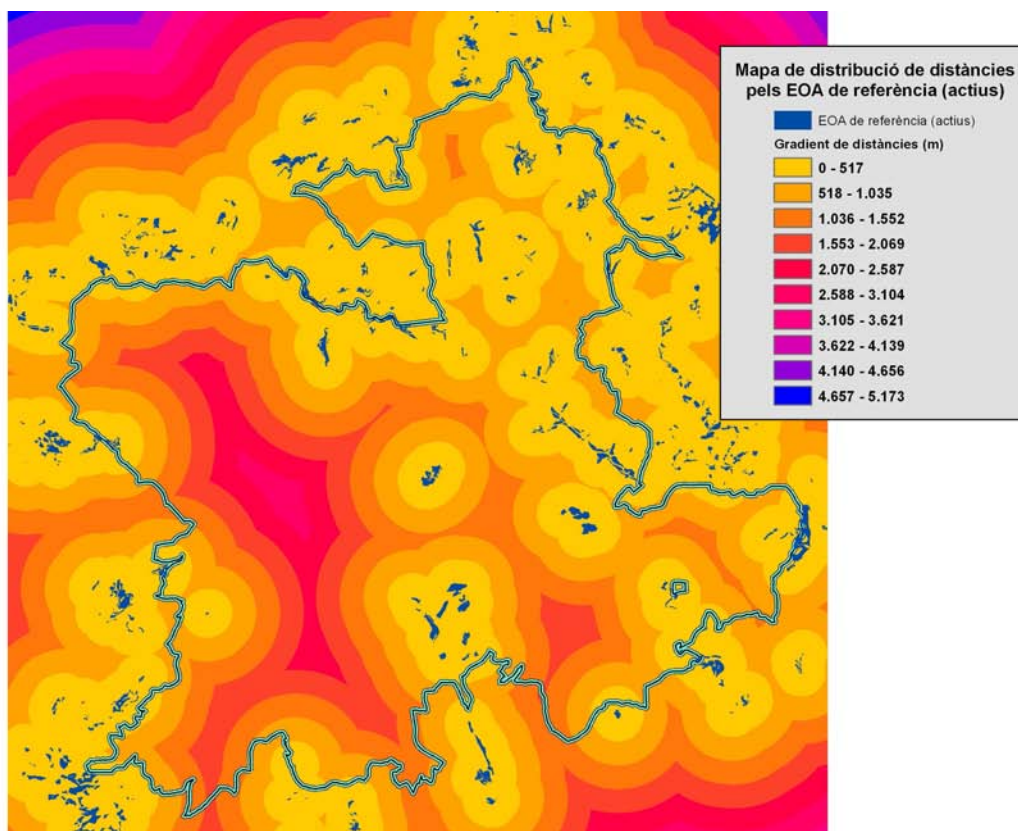 Mapa de distribució de distàncies
pels EOA de referència (actius)
EOA de referència (actius)
Gradient de distàncies (m)
0 - 517
518 - 1.035
1.036 - 1.552
1.553 - 2.069
2.070 - 2.587
2.588 - 3.104
3.105 - 3.621
3.622 - 4.139
4.140 - 4.656
4.657 - 5.173